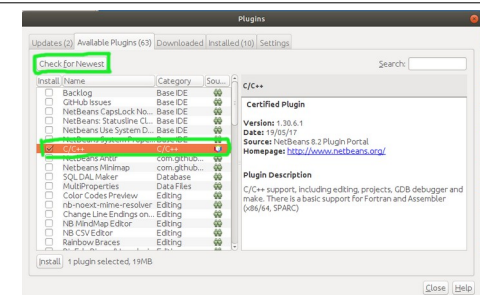 Plugins
Updates (2) Available Plugins (63) Downloaded Installed (10) Settings
Check for Newest
Search:
Install Name Category Sou...
Backlog Base IDE
GitHub Issues Base IDE
NetBeans CapsLock No... Base IDE
NetBeans: Statusline Cl... Base IDE
NetBeans Use System D... Base IDE
NetBeans System Prope... Base IDE
C/C++ C/C++
NetBeans Antlr com.github...
NetBeans Minimap com.github...
SQL DAL Maker Database
MultiProperties Data Files
Color Codes Preview Editing
nb-noext-mime-resolver Editing
Change Line Endings on... Editing
NB MindMap Editor Editing
NB CSV Editor Editing
Rainbow Braces Editing
Install 1 plugin selected, 19MB
C/C++
Certified Plugin
Version: 1.30.6.1
Date: 19/05/17
Source: NetBeans 8.2 Plugin Portal
Homepage: http://www.netbeans.org/
Plugin Description
C/C++ support, including editing, projects, GDB debugger and
make. There is a basic support for Fortran and Assembler
(x86/64, SPARC)
Close Help